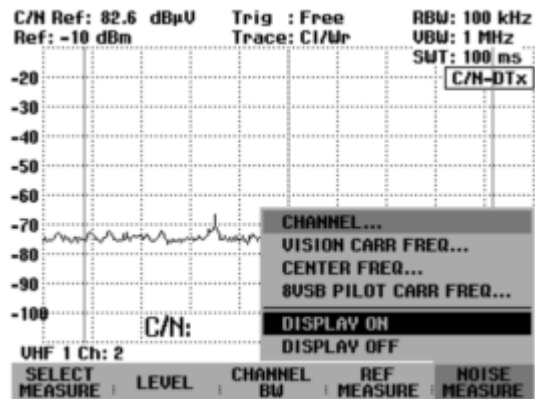 C/N Ref: 82.6 dBµV Trig : Free RBW: 100 kHz
Ref: -10 dBm Trace: Cl/Wr VBW: 1 MHz
SWT: 100 ms
C/N-DTx
-20
-30
-40
-50
-60
-70
-80
-90
-100
CHANNEL...
VISION CARR FREQ...
CENTER FREQ...
8VSB PILOT CARR FREQ...
DISPLAY ON
DISPLAY OFF
C/N:
VHF 1 Ch: 2
SELECT MEASURE LEVEL CHANNEL BW REF MEASURE NOISE MEASURE